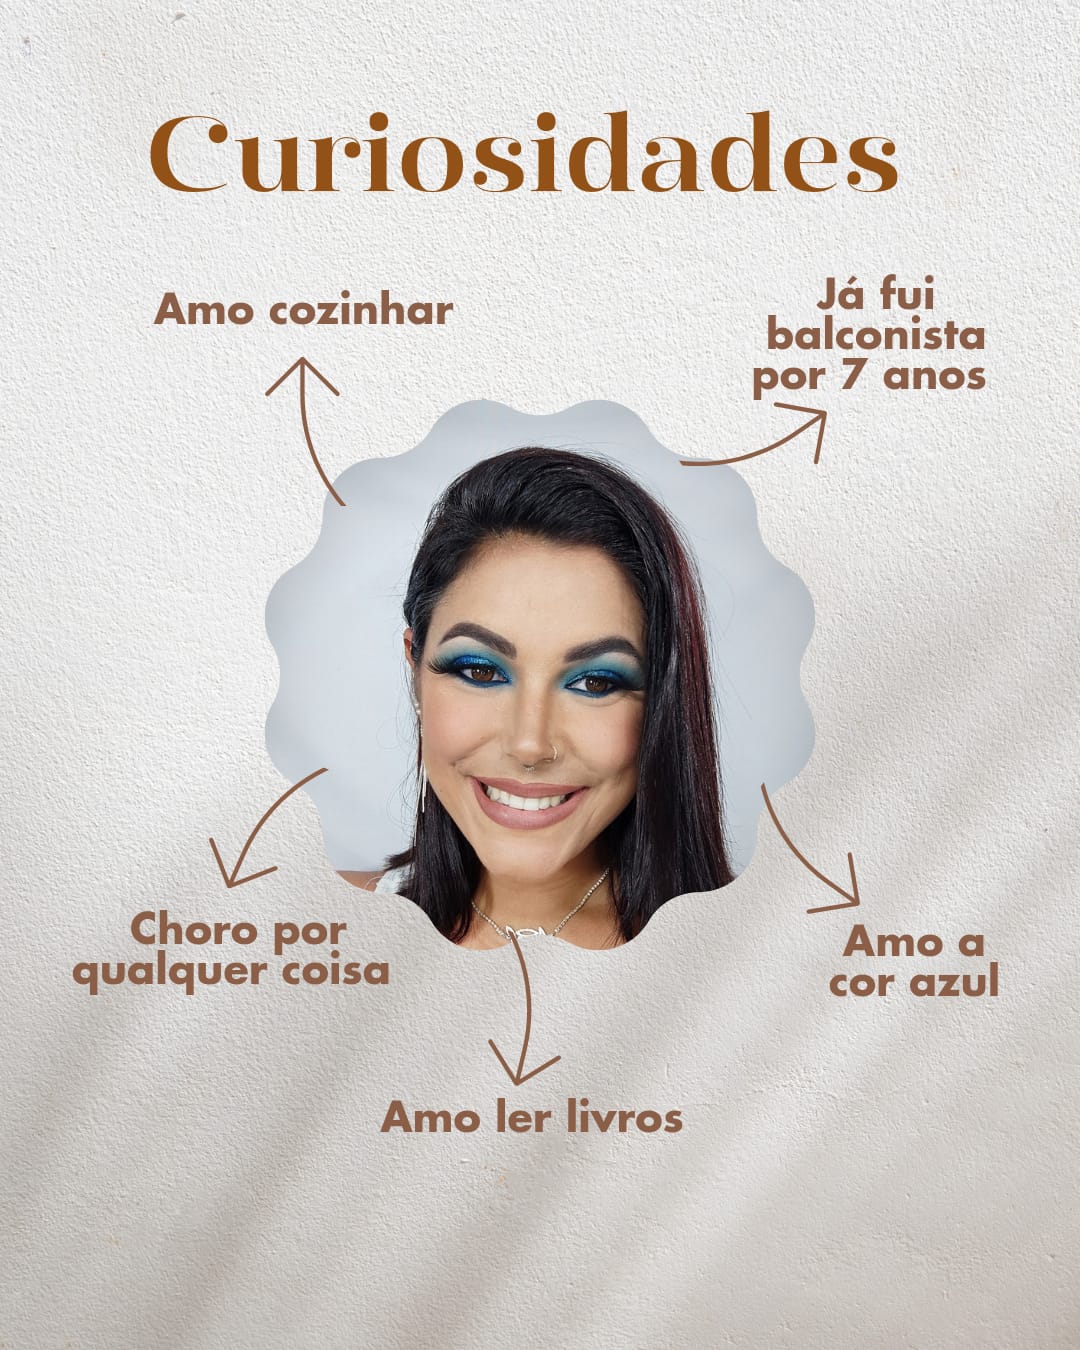 Curiosidades
Amo cozinhar
Já fui
balconista
por 7 anos
Choro por
qualquer coisa
Amo a
cor azul
Amo ler livros